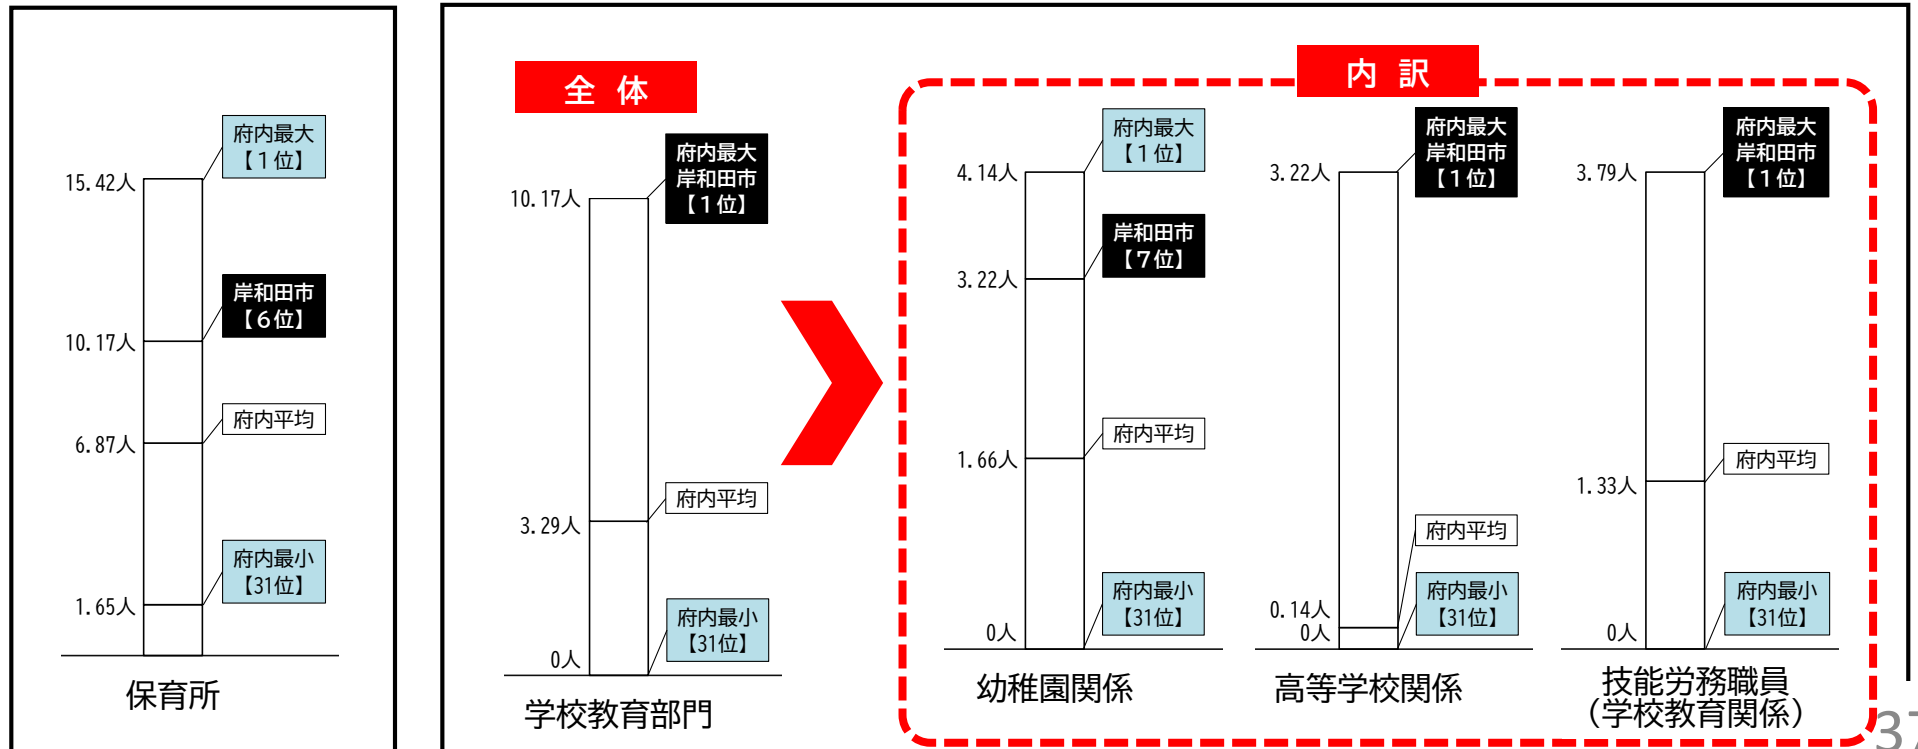 府内最大
【１位】
15.42人
岸和田市
【６位】
10.17人
府内平均
6.87人
府内最小
【31位】
1.65人
保育所
全 体
府内最大
岸和田市
【１位】
10.17人
府内平均
3.29人
府内最小
【31位】
0人
学校教育部門
内 訳
府内最大
【１位】
4.14人
岸和田市
【７位】
3.22人
府内平均
1.66人
府内最小
【31位】
0人
幼稚園関係
府内最大
岸和田市
【１位】
3.22人
府内平均
0.14人
府内最小
【31位】
0人
高等学校関係
府内最大
岸和田市
【１位】
3.79人
府内平均
1.33人
府内最小
【31位】
0人
技能労務職員
（学校教育関係）
37